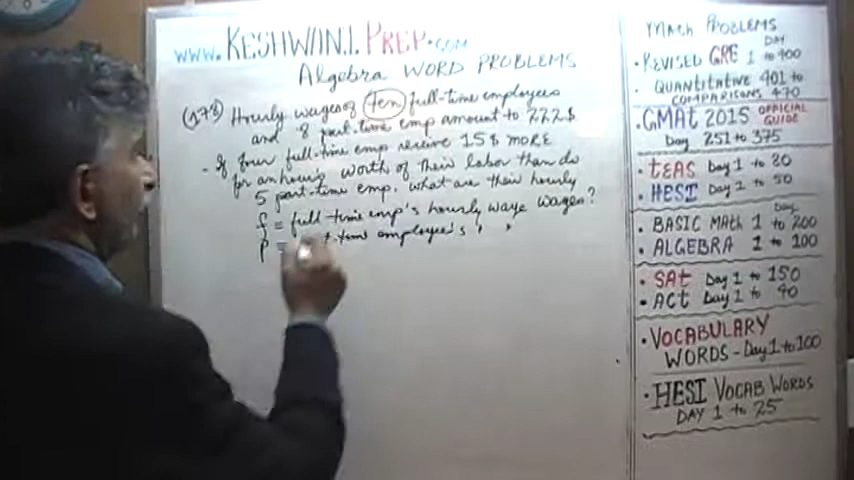 www.KESHWANI PREP.COM
Algebra WORD PROBLEMS
(178) Hourly wages of ten full-time employees
and 8 part-time emp amount to 222$
- If four full-time emp receive 15$ MORE
for an hour's worth of their labor than do
5 part-time emp. what are their hourly
wages?
f = full-time emp's hourly wage
p = t-time employee's " "
Math PROBLEMS
DAY
• REVISED GRE 1 to 400
• QUANTITATIVE 401 to
COMPARISONS 470
• GMAT 2015 OFFICIAL GUIDE
Day 251 to 375
• tEAS Day 1 to 20
• HESI Day 1 to 50
Day
• BASIC MAth 1 to 200
• ALGEBRA 1 to 100
• SAt Day 1 to 150
• ACt Day 1 to 40
• VOCABULARY
WORDS - Day 1 to 100
• HESI VOCAB WORDS
DAY 1 to 25